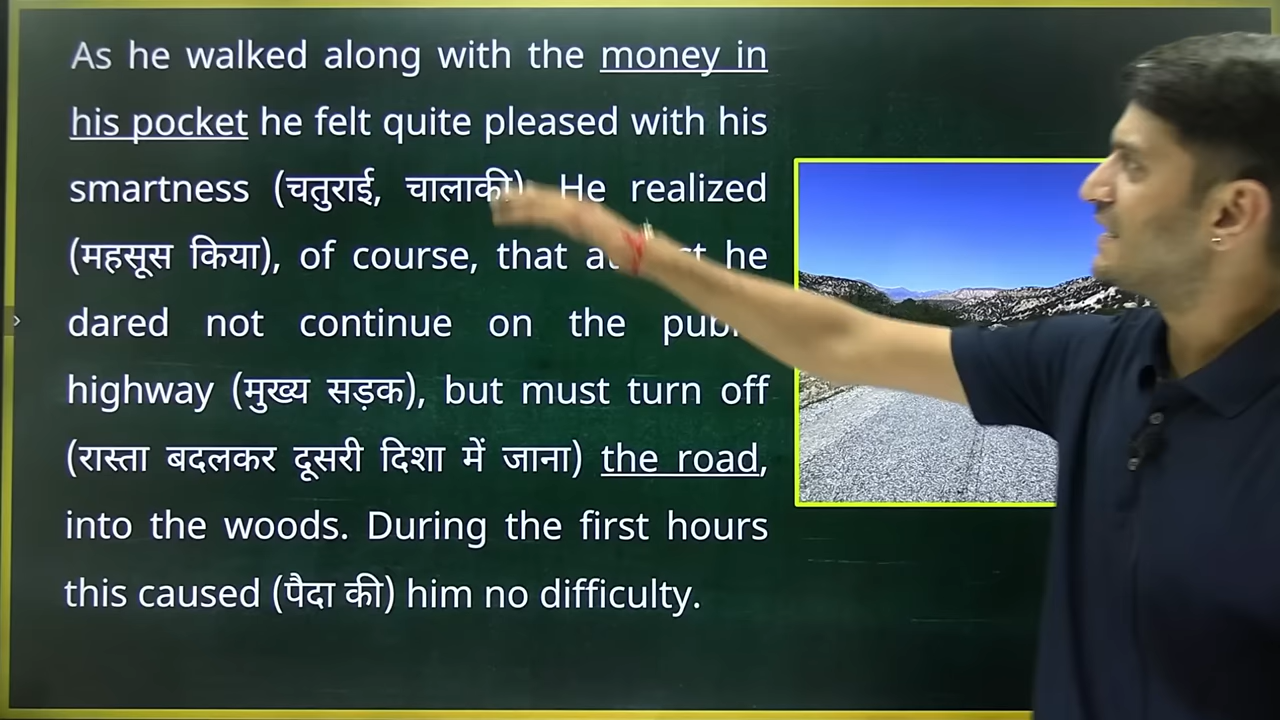 As he walked along with the money in
his pocket he felt quite pleased with his
smartness (चतुराई, चालाकी). He realized
(महसूस किया), of course, that at he
dared not continue on the
highway (मुख्य सड़क), but must turn off
(रास्ता बदलकर दूसरी दिशा में जाना) the road,
into the woods. During the first hours
this caused (पैदा की) him no difficulty.